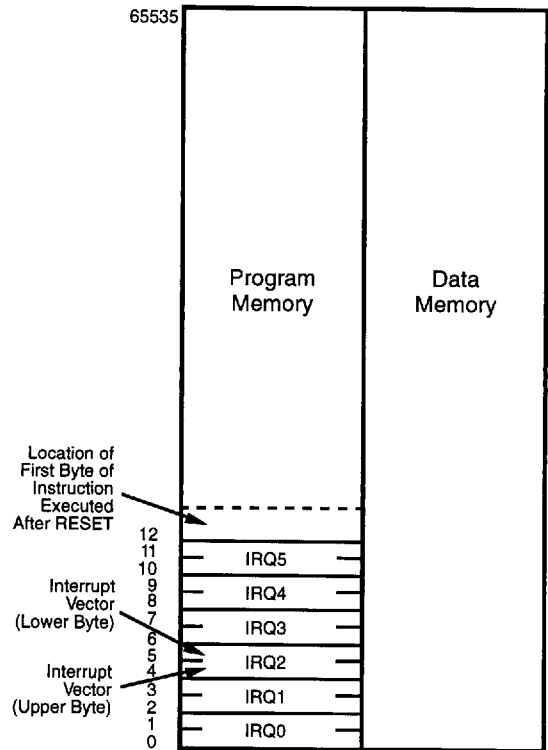 65535
Program
Memory
Data
Memory
Location of
First Byte of
Instruction
Executed
After RESET
12
11
10
IRQ5
9
8
IRQ4
Interrupt
Vector
(Lower Byte)
7
6
IRQ3
5
4
IRQ2
Interrupt
Vector
(Upper Byte)
3
2
IRQ1
1
0
IRQ0